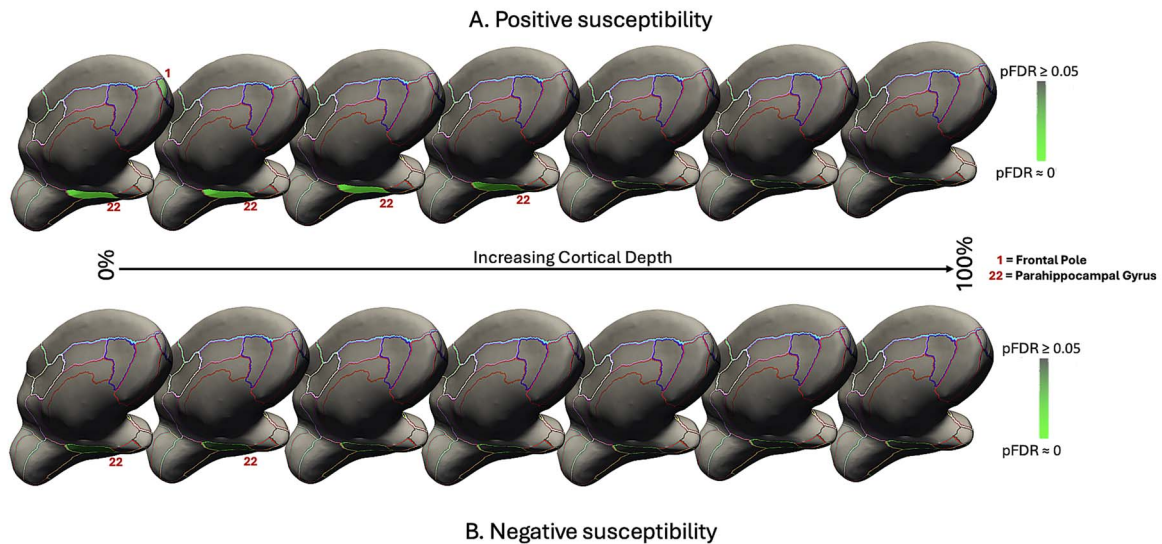 A. Positive susceptibility
1
pFDR ≥ 0.05
pFDR ≈ 0
22
22
22
22
0%
Increasing Cortical Depth
100%
1 = Frontal Pole
22 = Parahippocampal Gyrus
pFDR ≥ 0.05
pFDR ≈ 0
22
22
B. Negative susceptibility